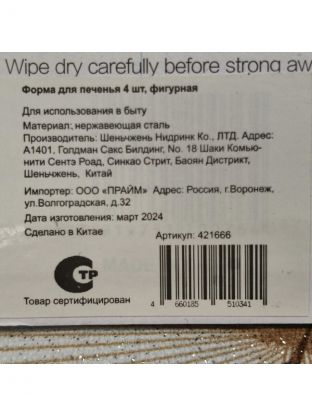 Wipe dry carefully before strong aw
Форма для печенья 4 шт, фигурная
Для использования в быту
Материал: нержавеющая сталь
Производитель: Шеньчжень Нидринк Ко., ЛТД. Адрес:
А1401, Голдман Сакс Билдинг, No. 18 Шаки Комью-
нити Сентэ Роад, Синкао Стрит, Баоян Дистрикт,
Шеньчжень, Китай
Импортер: ООО «ПРАЙМ» Адрес: Россия, г.Воронеж,
ул.Волгоградская, д.32
Дата изготовления: март 2024
Сделано в Китае
Артикул: 421666
СТР
Товар сертифицирован
4 660185 510341